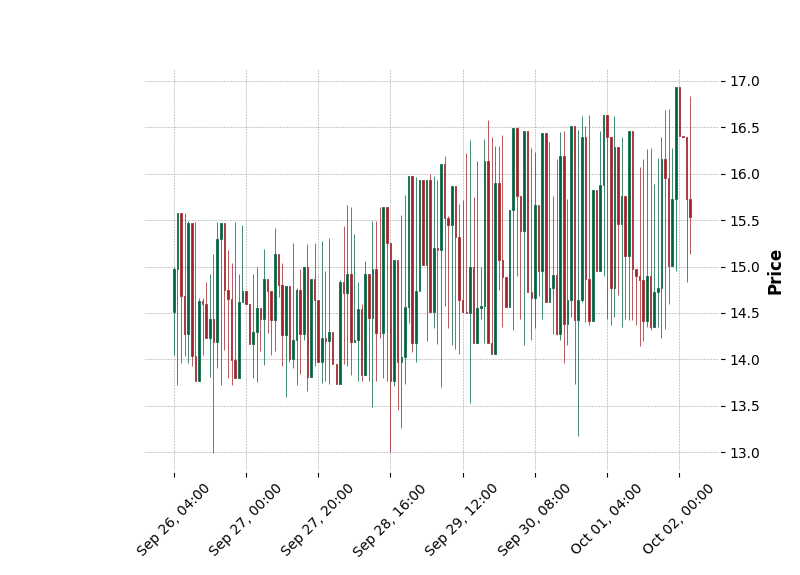 17.0
16.5
16.0
15.5
15.0
14.5
14.0
13.5
13.0
Price
Sep 26, 04:00
Sep 27, 00:00
Sep 27, 20:00
Sep 28, 16:00
Sep 29, 12:00
Sep 30, 08:00
Oct 01, 04:00
Oct 02, 00:00